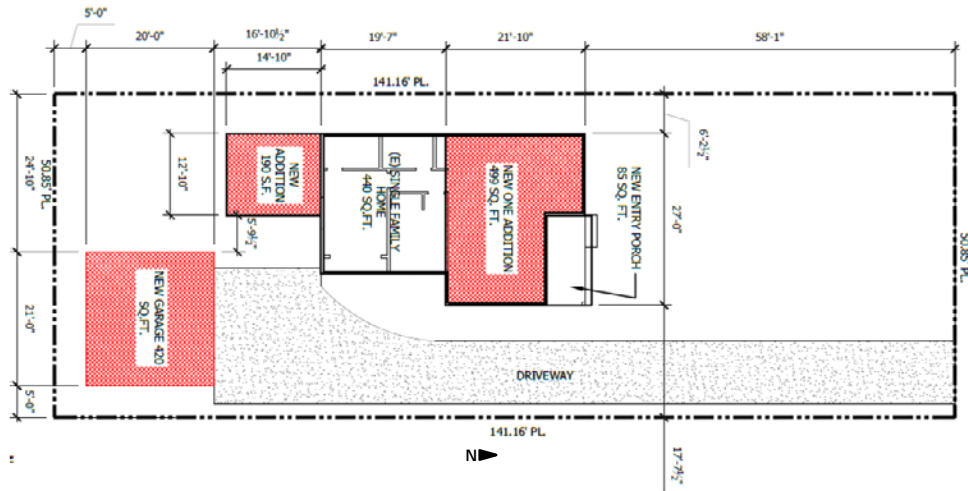 5'-0"
20'-0"
16'-10½"
19'-7"
21'-10"
58'-1"
14'-10"
141.16' PL.
6'-2½"
50.85' PL.
24'-10"
12'-10"
NEW
ADDITION
190 S.F.
(E) SINGLE FAMILY
HOME
440 SQ.FT.
NEW ONE ADDITION
499 SQ. FT.
NEW ENTRY PORCH
85 SQ. FT.
27'-0"
50.85' PL.
5'-9½"
21'-0"
NEW GARAGE 420
SQ.FT.
5'-0"
DRIVEWAY
141.16' PL.
N
17'-7½"